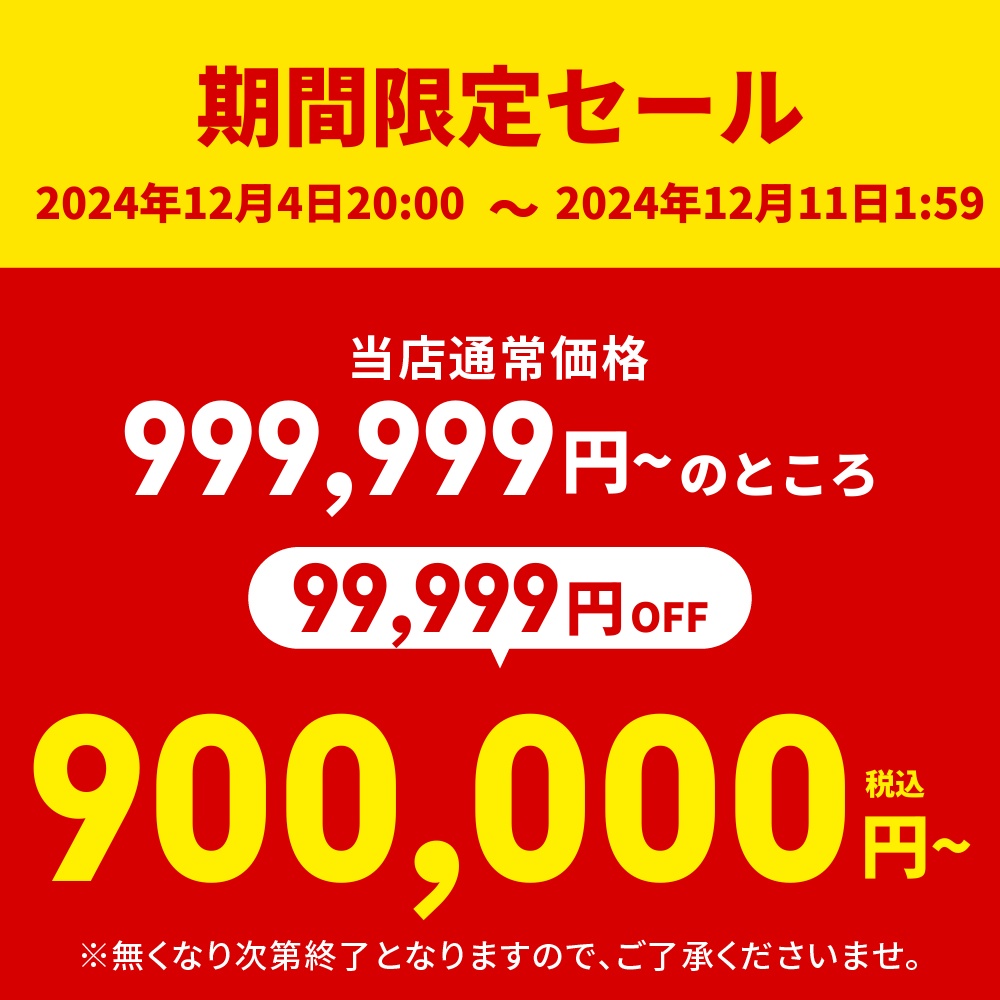 期間限定セール
2024年12月4日20:00 ～ 2024年12月11日1:59
当店通常価格
999,999円~のところ
99,999円OFF
900,000税込円~
※無くなり次第終了となりますので、ご了承くださいませ。